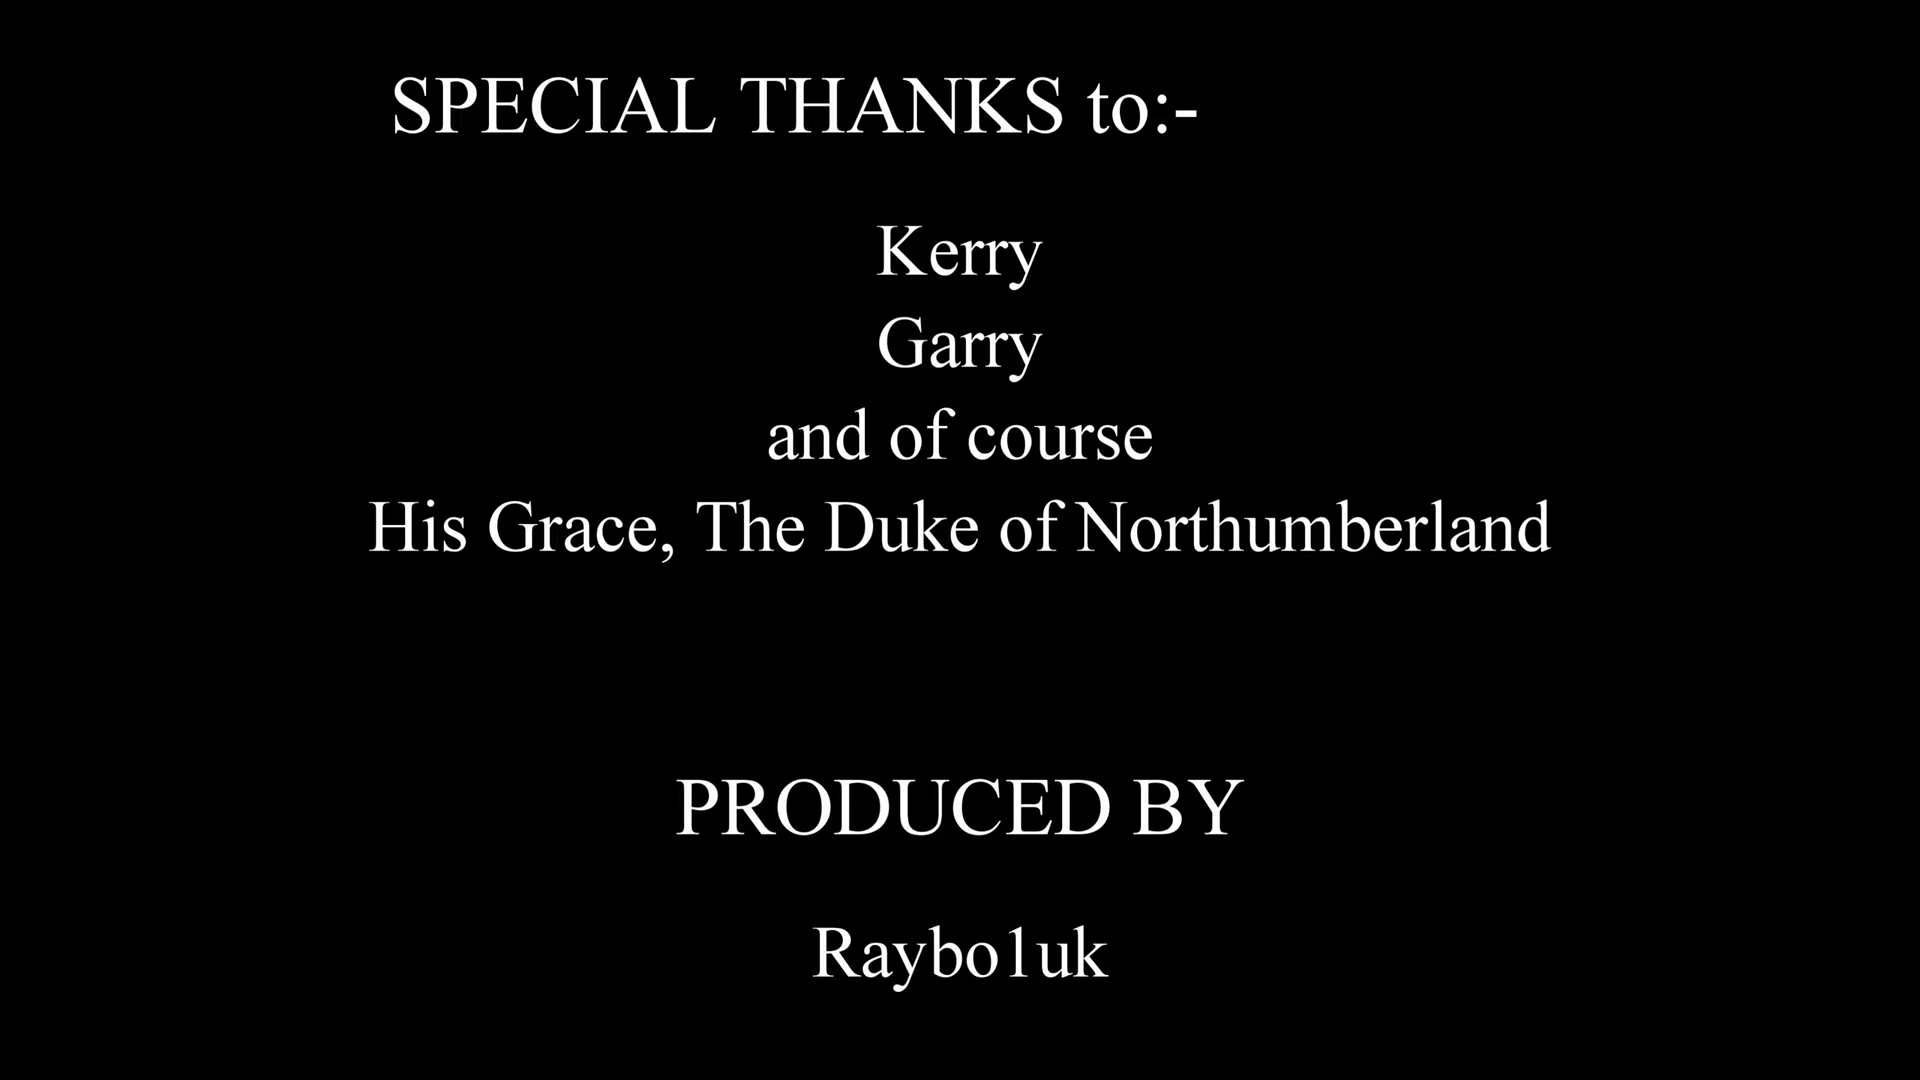 SPECIAL THANKS to:-
Kerry
Garry
and of course
His Grace, The Duke of Northumberland
PRODUCED BY
Raybo1uk